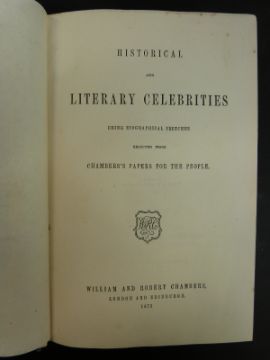 HISTORICAL
AND
LITERARY CELEBRITIES
BEING BIOGRAPHICAL SKETCHES
SELECTED FROM
CHAMBERS'S PAPERS FOR THE PEOPLE.
WILLIAM AND ROBERT CHAMBERS,
LONDON AND EDINBURGH.